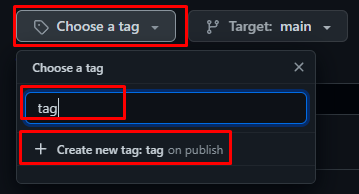 Choose a tag Target: main
Choose a tag
tag
+ Create new tag: tag on publish